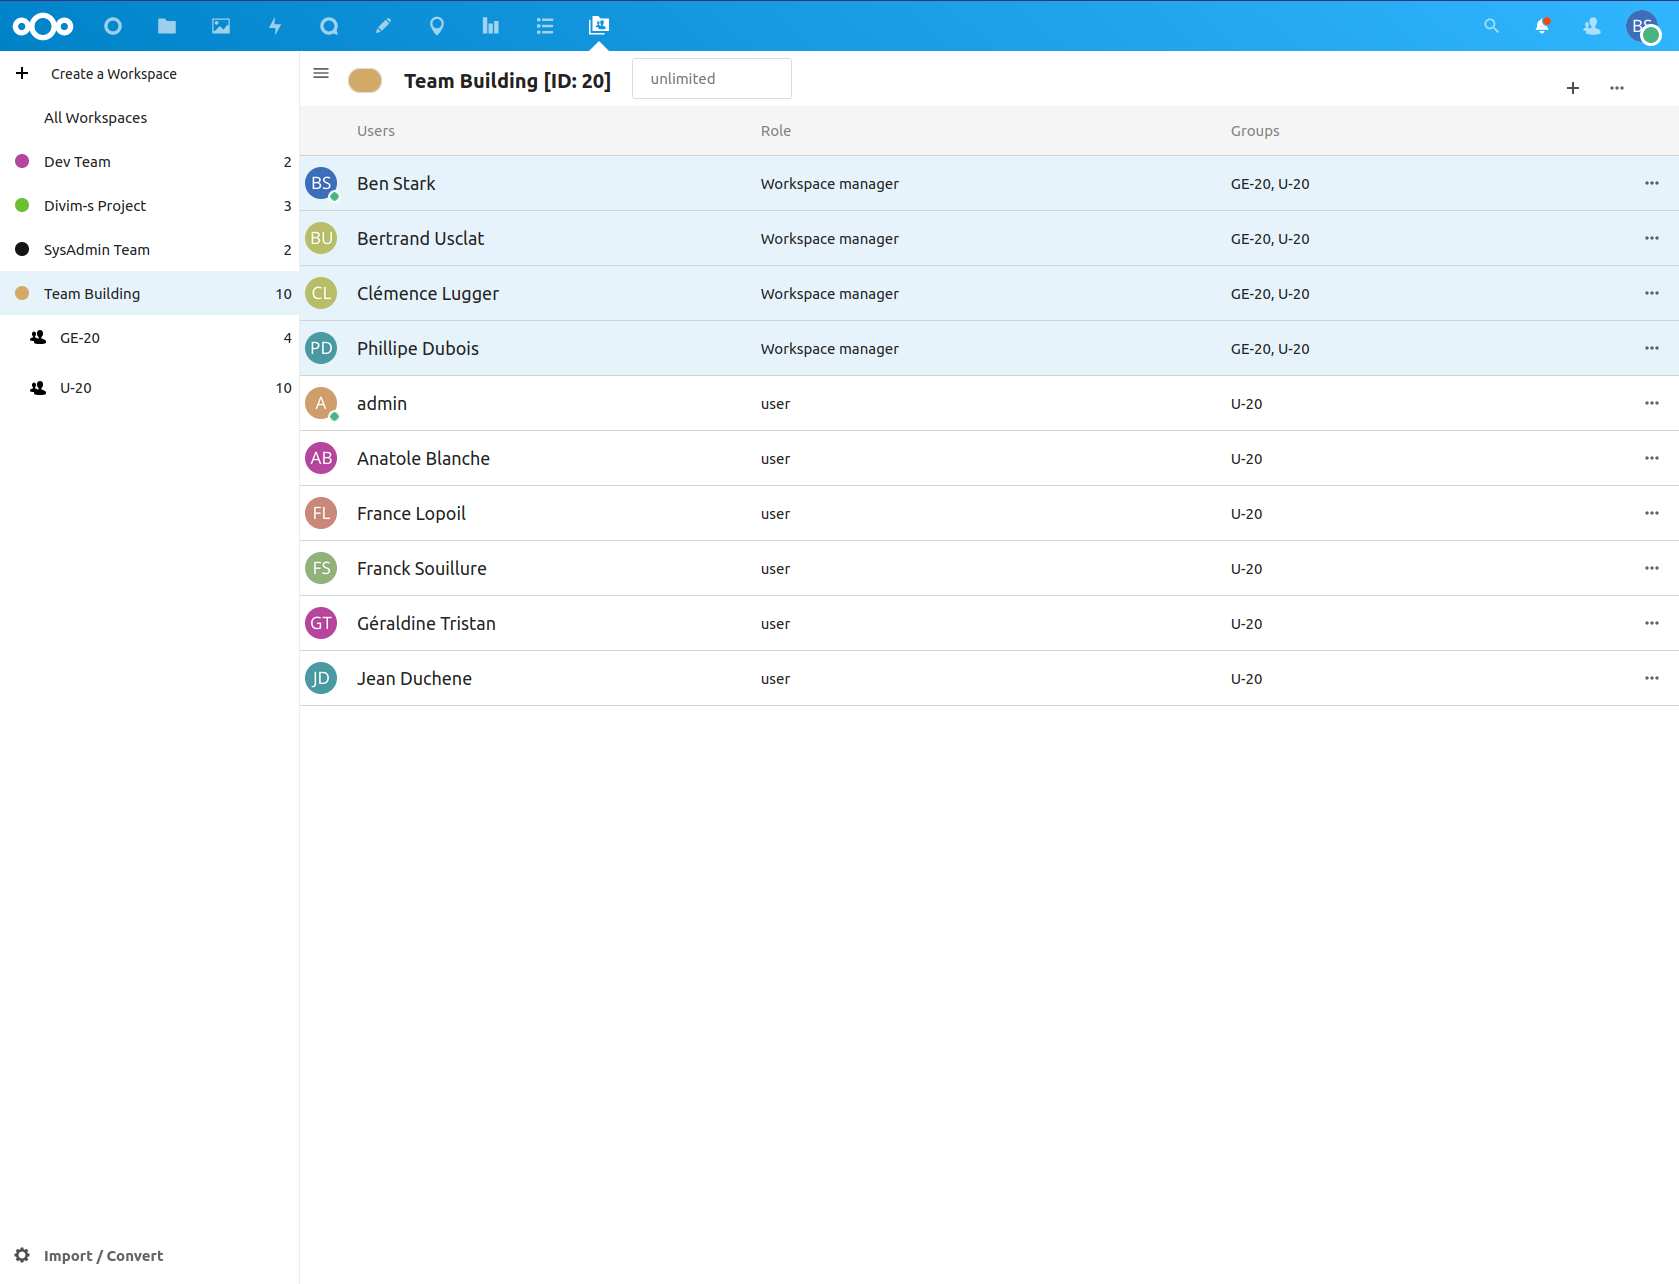 BS
Create a Workspace
All Workspaces
Dev Team 2
Divim-s Project 3
SysAdmin Team 2
Team Building 10
GE-20 4
U-20 10
Import / Convert
Team Building [ID: 20] unlimited
Users Role Groups
BS Ben Stark Workspace manager GE-20, U-20
BU Bertrand Usclat Workspace manager GE-20, U-20
CL Clémence Lugger Workspace manager GE-20, U-20
PD Phillipe Dubois Workspace manager GE-20, U-20
A admin user U-20
AB Anatole Blanche user U-20
FL France Lopoil user U-20
FS Franck Souillure user U-20
GT Géraldine Tristan user U-20
JD Jean Duchene user U-20